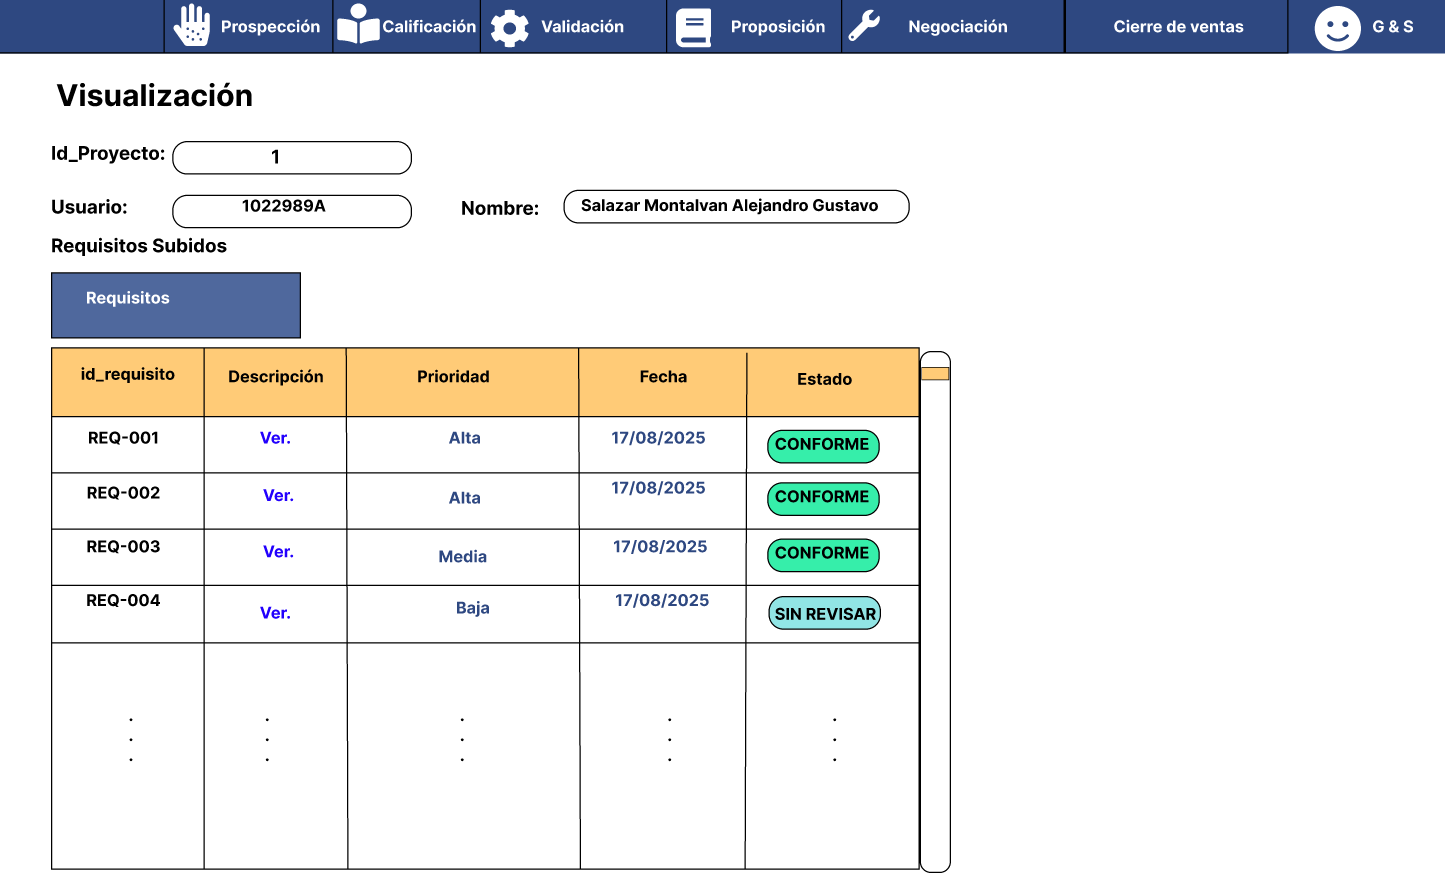 Prospección Calificación Validación Proposición Negociación Cierre de ventas G & S
Visualización
Id_Proyecto: 1
Usuario: 1022989A Nombre: Salazar Montalvan Alejandro Gustavo
Requisitos Subidos
Requisitos
id_requisito Descripción Prioridad Fecha Estado
REQ-001 Ver. Alta 17/08/2025 CONFORME
REQ-002 Ver. Alta 17/08/2025 CONFORME
REQ-003 Ver. Media 17/08/2025 CONFORME
REQ-004 Ver. Baja 17/08/2025 SIN REVISAR
. . . . .
. . . . .
. . . . .